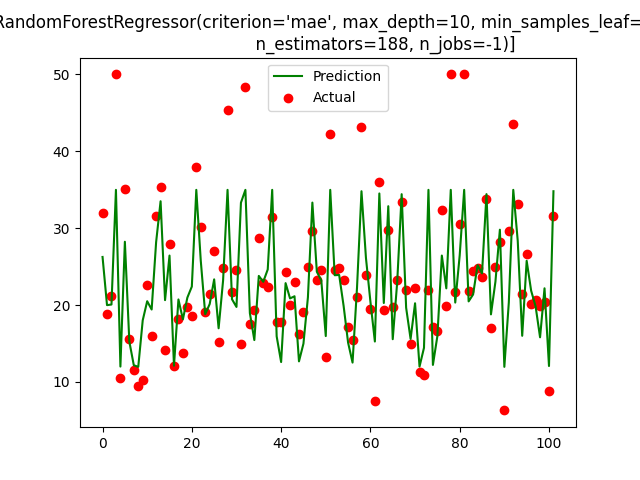 RandomForestRegressor(criterion='mae', max_depth=10, min_samples_leaf=
n_estimators=188, n_jobs=-1)]
Prediction
Actual
50
40
30
20
10
0 20 40 60 80 100